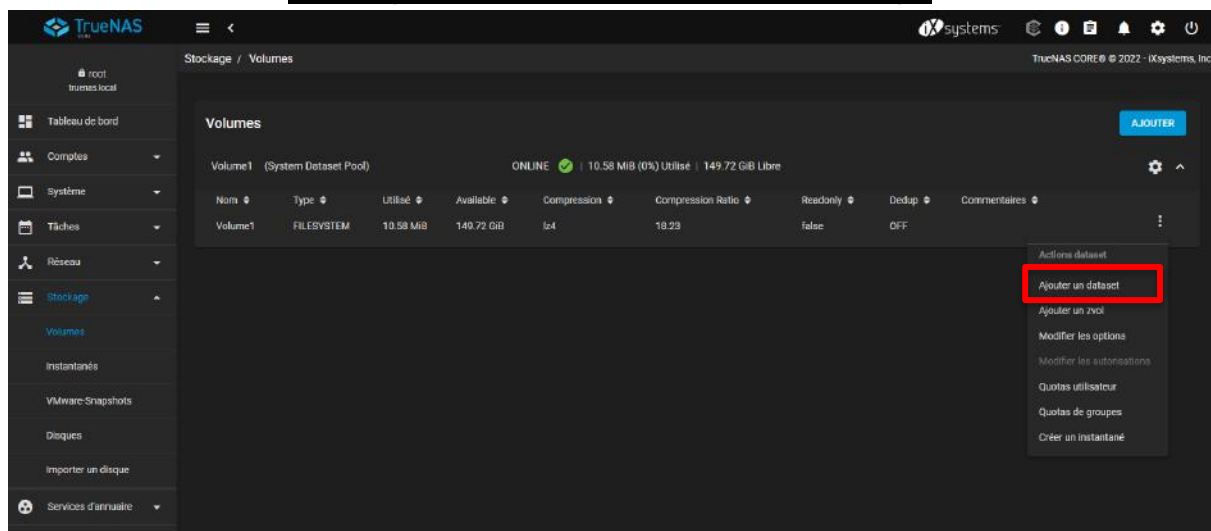 TrueNAS
CORE
iXsystems
root
truenas.local
Stockage / Volumes
TrueNAS CORE® © 2022 - iXsystems, Inc
Tableau de bord
Comptes
Système
Tâches
Réseau
Stockage
Volumes
Instantanés
VMware-Snapshots
Disques
Importer un disque
Services d'annuaire
Volumes
AJOUTER
Volume1 (System Dataset Pool) ONLINE | 10.58 MiB (0%) Utilisé | 149.72 GiB Libre
Nom Type Utilisé Available Compression Compression Ratio Readonly Dedup Commentaires
Volume1 FILESYSTEM 10.58 MiB 149.72 GiB lz4 18.23 false OFF
Actions dataset
Ajouter un dataset
Ajouter un zvol
Modifier les options
Modifier les autorisations
Quotas utilisateur
Quotas de groupes
Créer un instantané